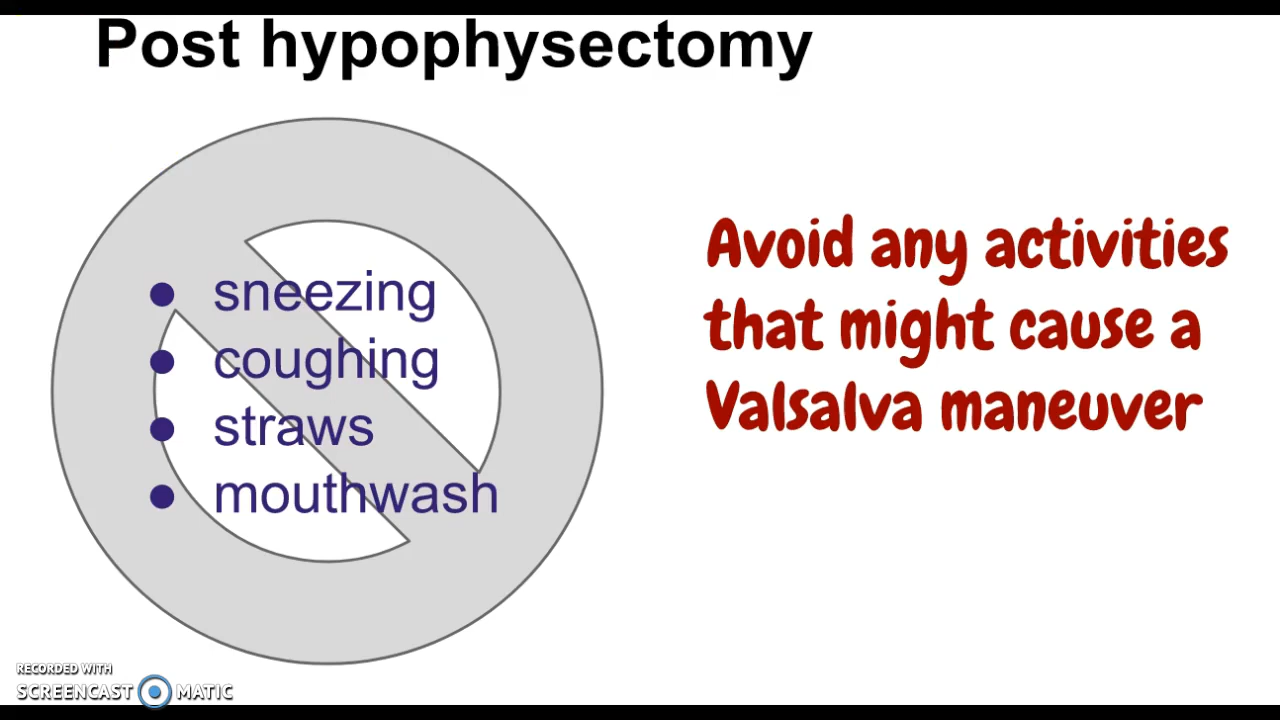 Post hypophysectomy
● sneezing
● coughing
● straws
● mouthwash
Avoid any activities
that might cause a
Valsalva maneuver
RECORDED WITH
SCREENCAST MATIC